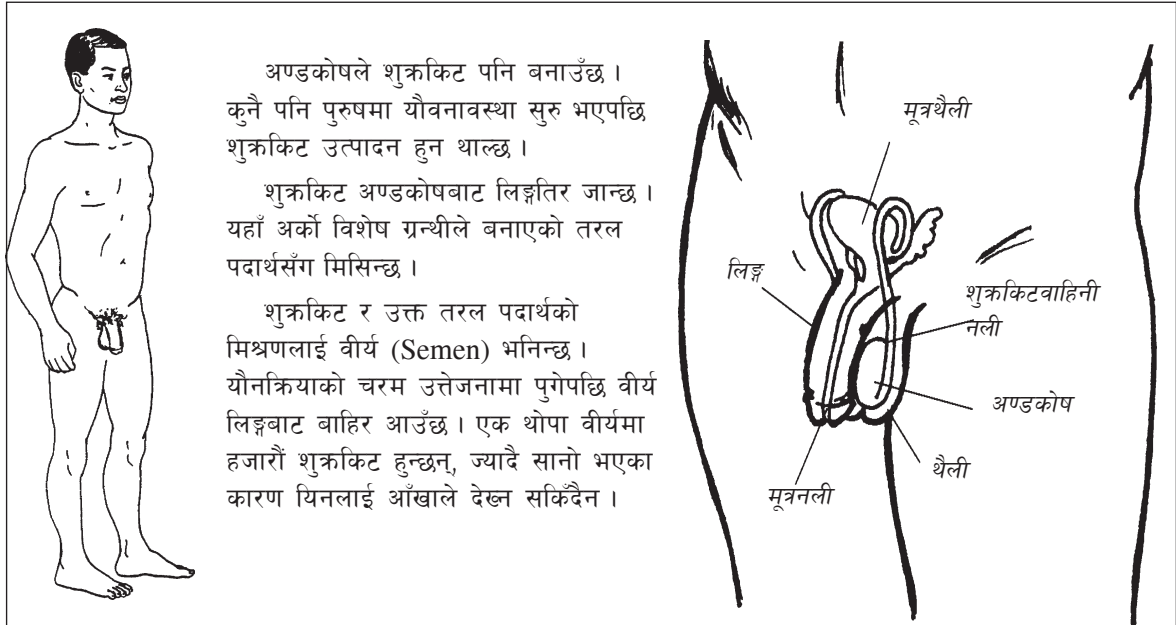 अण्डकोषले शुक्रकिट पनि बनाउँछ ।
कुनै पनि पुरुषमा यौवनावस्था सुरु भएपछि
शुक्रकिट उत्पादन हुन थाल्छ ।
शुक्रकिट अण्डकोषबाट लिङ्गतिर जान्छ ।
यहाँ अर्को विशेष ग्रन्थीले बनाएको तरल
पदार्थसँग मिसिन्छ ।
शुक्रकिट र उक्त तरल पदार्थको
मिश्रणलाई वीर्य (Semen) भनिन्छ ।
यौनक्रियाको चरम उत्तेजनामा पुगेपछि वीर्य
लिङ्गबाट बाहिर आउँछ । एक थोपा वीर्यमा
हजारौं शुक्रकिट हुन्छन्, ज्यादै सानो भएका
कारण यिनलाई आँखाले देख्न सकिँदैन ।
मूत्रथैली
लिङ्ग
शुक्रकिटवाहिनी
नली
अण्डकोष
थैली
मूत्रनली